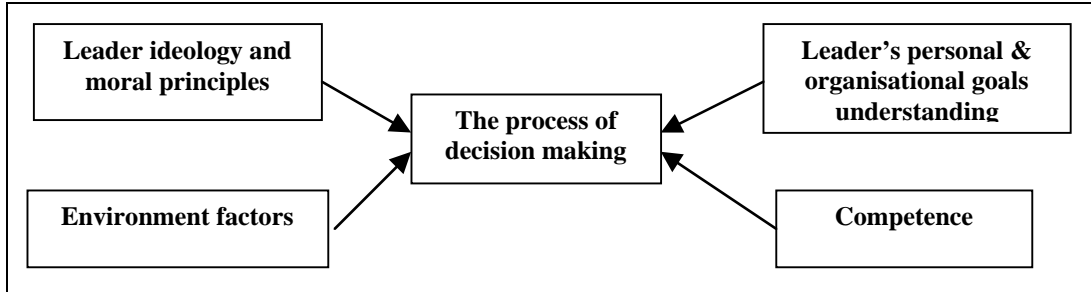 Leader ideology and
moral principles
Leader's personal &
organisational goals
understanding
The process of
decision making
Environment factors
Competence